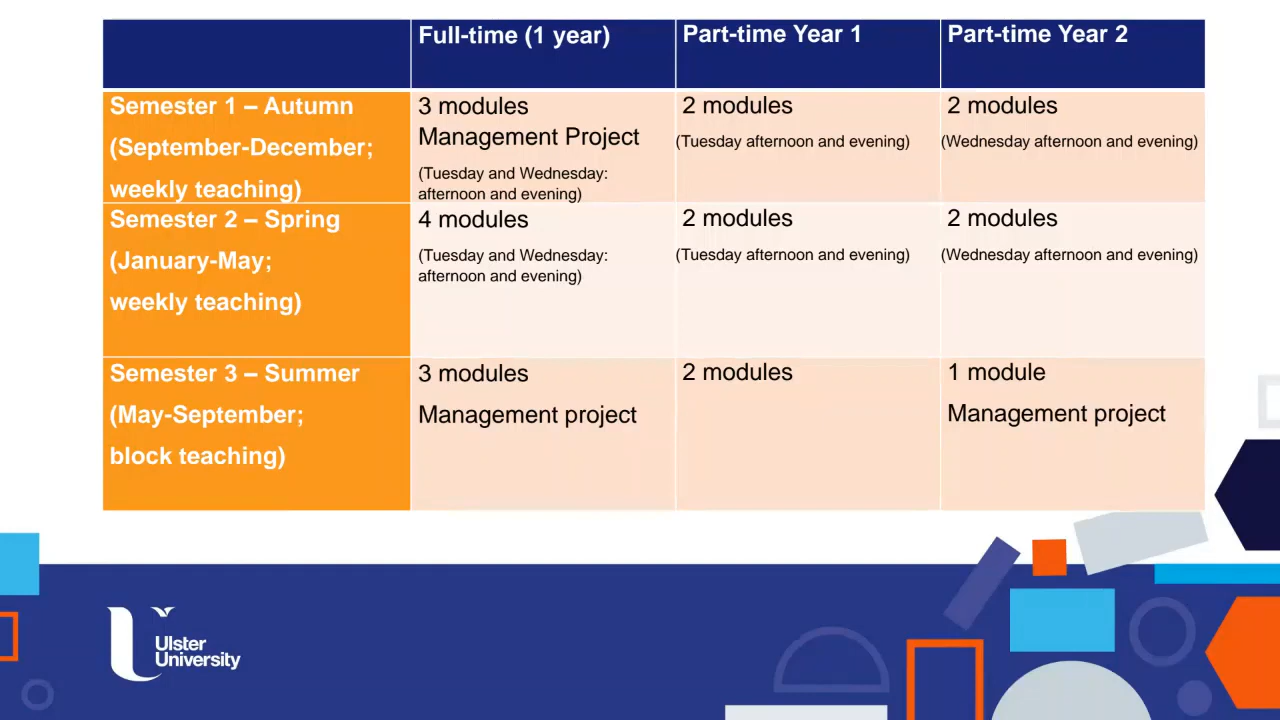 Full-time (1 year)
Part-time Year 1
Part-time Year 2
Semester 1 – Autumn
(September-December;
weekly teaching)
3 modules
Management Project
(Tuesday and Wednesday:
afternoon and evening)
2 modules
(Tuesday afternoon and evening)
2 modules
(Wednesday afternoon and evening)
Semester 2 – Spring
(January-May;
weekly teaching)
4 modules
(Tuesday and Wednesday:
afternoon and evening)
2 modules
(Tuesday afternoon and evening)
2 modules
(Wednesday afternoon and evening)
Semester 3 – Summer
(May-September;
block teaching)
3 modules
Management project
2 modules
1 module
Management project
Ulster
University